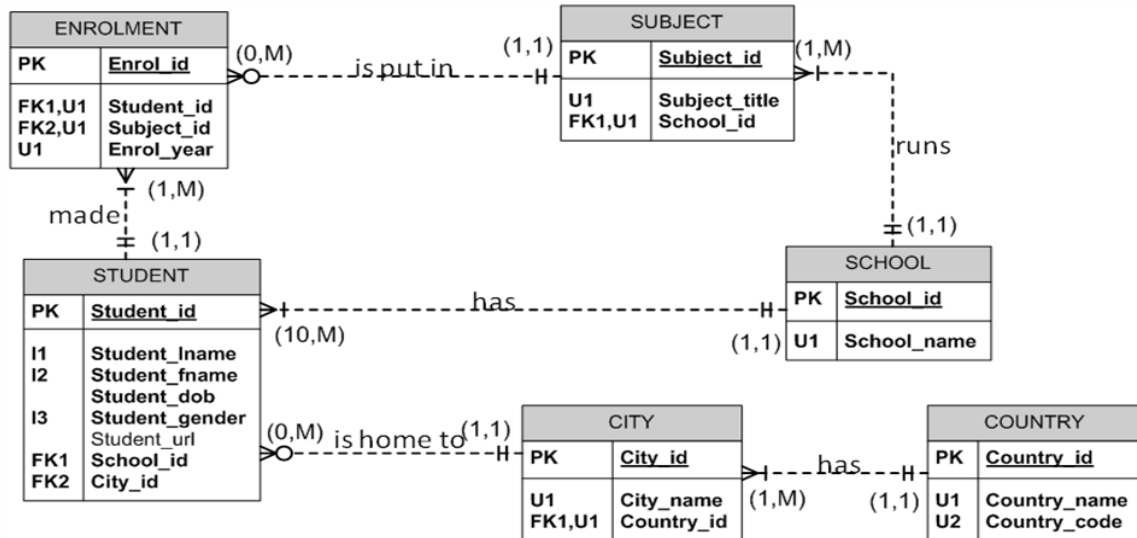 ENROLMENT
PK Enrol_id
FK1,U1 Student_id
FK2,U1 Subject_id
U1 Enrol_year
(0,M)
is put in
(1,1)
SUBJECT
PK Subject_id
U1 Subject_title
FK1,U1 School_id
(1,M)
runs
(1,1)
(1,M)
made
(1,1)
STUDENT
PK Student_id
I1 Student_lname
I2 Student_fname
Student_dob
I3 Student_gender
Student_url
FK1 School_id
FK2 City_id
(10,M)
has
(1,1)
SCHOOL
PK School_id
U1 School_name
(0,M)
is home to
(1,1)
CITY
PK City_id
U1 City_name
FK1,U1 Country_id
(1,M)
has
(1,1)
COUNTRY
PK Country_id
U1 Country_name
U2 Country_code